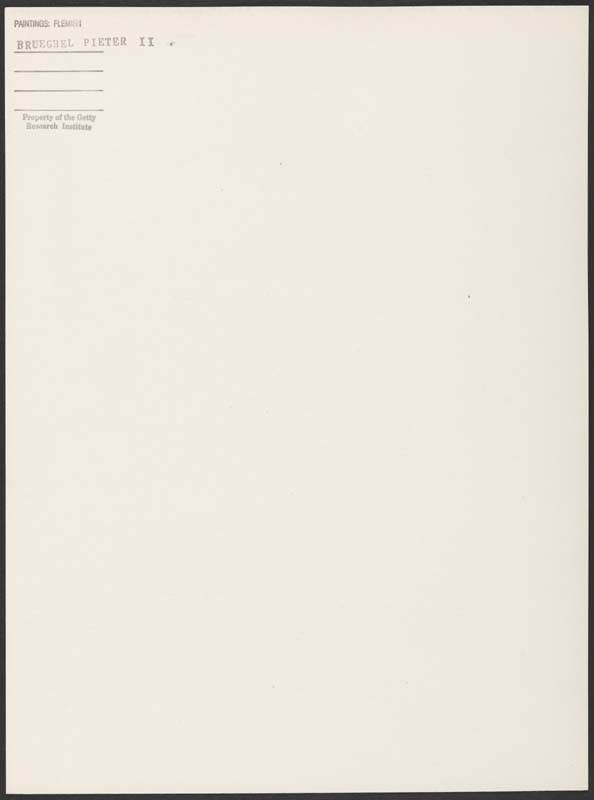 PAINTINGS: FLEMISH
BRUEGHEL PIETER II
Property of the Getty
Research Institute